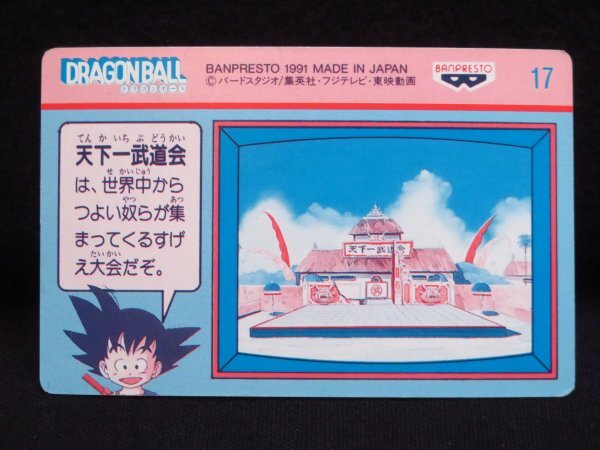 DRAGONBALL
ドラゴンボール
BANPRESTO 1991 MADE IN JAPAN
©バードスタジオ/集英社・フジテレビ・東映動画
BANPRESTO
17
てんかいちぶどうかい
天下一武道会
せかいじゅう
は、世界中から
やつ あつ
つよい奴らが集
まってくるすげ
たいかい
え大会だぞ。
天下一武道会